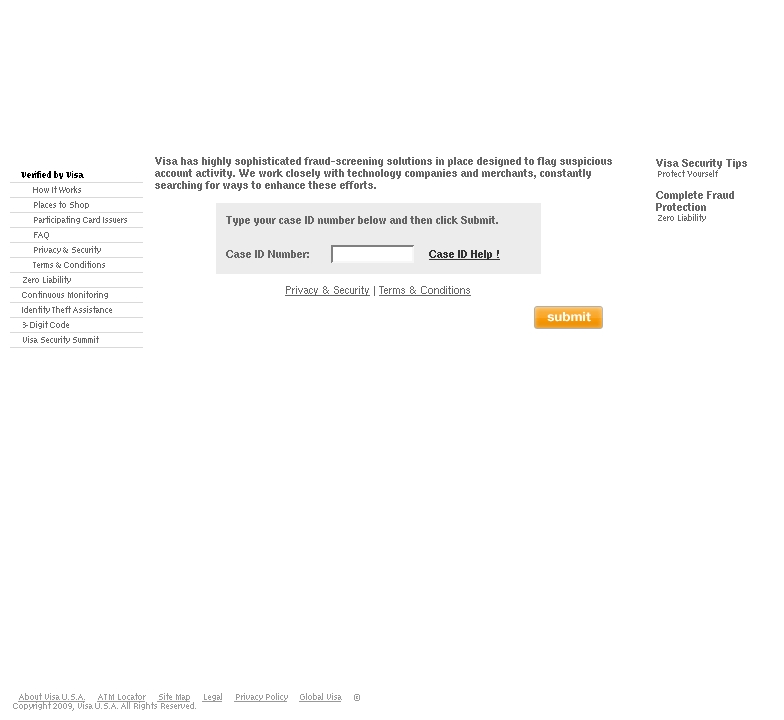 Verified by Visa
How It Works
Places to Shop
Participating Card Issuers
FAQ
Privacy & Security
Terms & Conditions
Zero Liability
Continuous Monitoring
Identity Theft Assistance
3-Digit Code
Visa Security Summit
Visa has highly sophisticated fraud-screening solutions in place designed to flag suspicious
account activity. We work closely with technology companies and merchants, constantly
searching for ways to enhance these efforts.
Type your case ID number below and then click Submit.
Case ID Number: Case ID Help !
Privacy & Security | Terms & Conditions
submit
Visa Security Tips
Protect Yourself
Complete Fraud
Protection
Zero Liability
About Visa U.S.A. ATM Locator Site Map Legal Privacy Policy Global Visa ©
Copyright 2009, Visa U.S.A. All Rights Reserved.